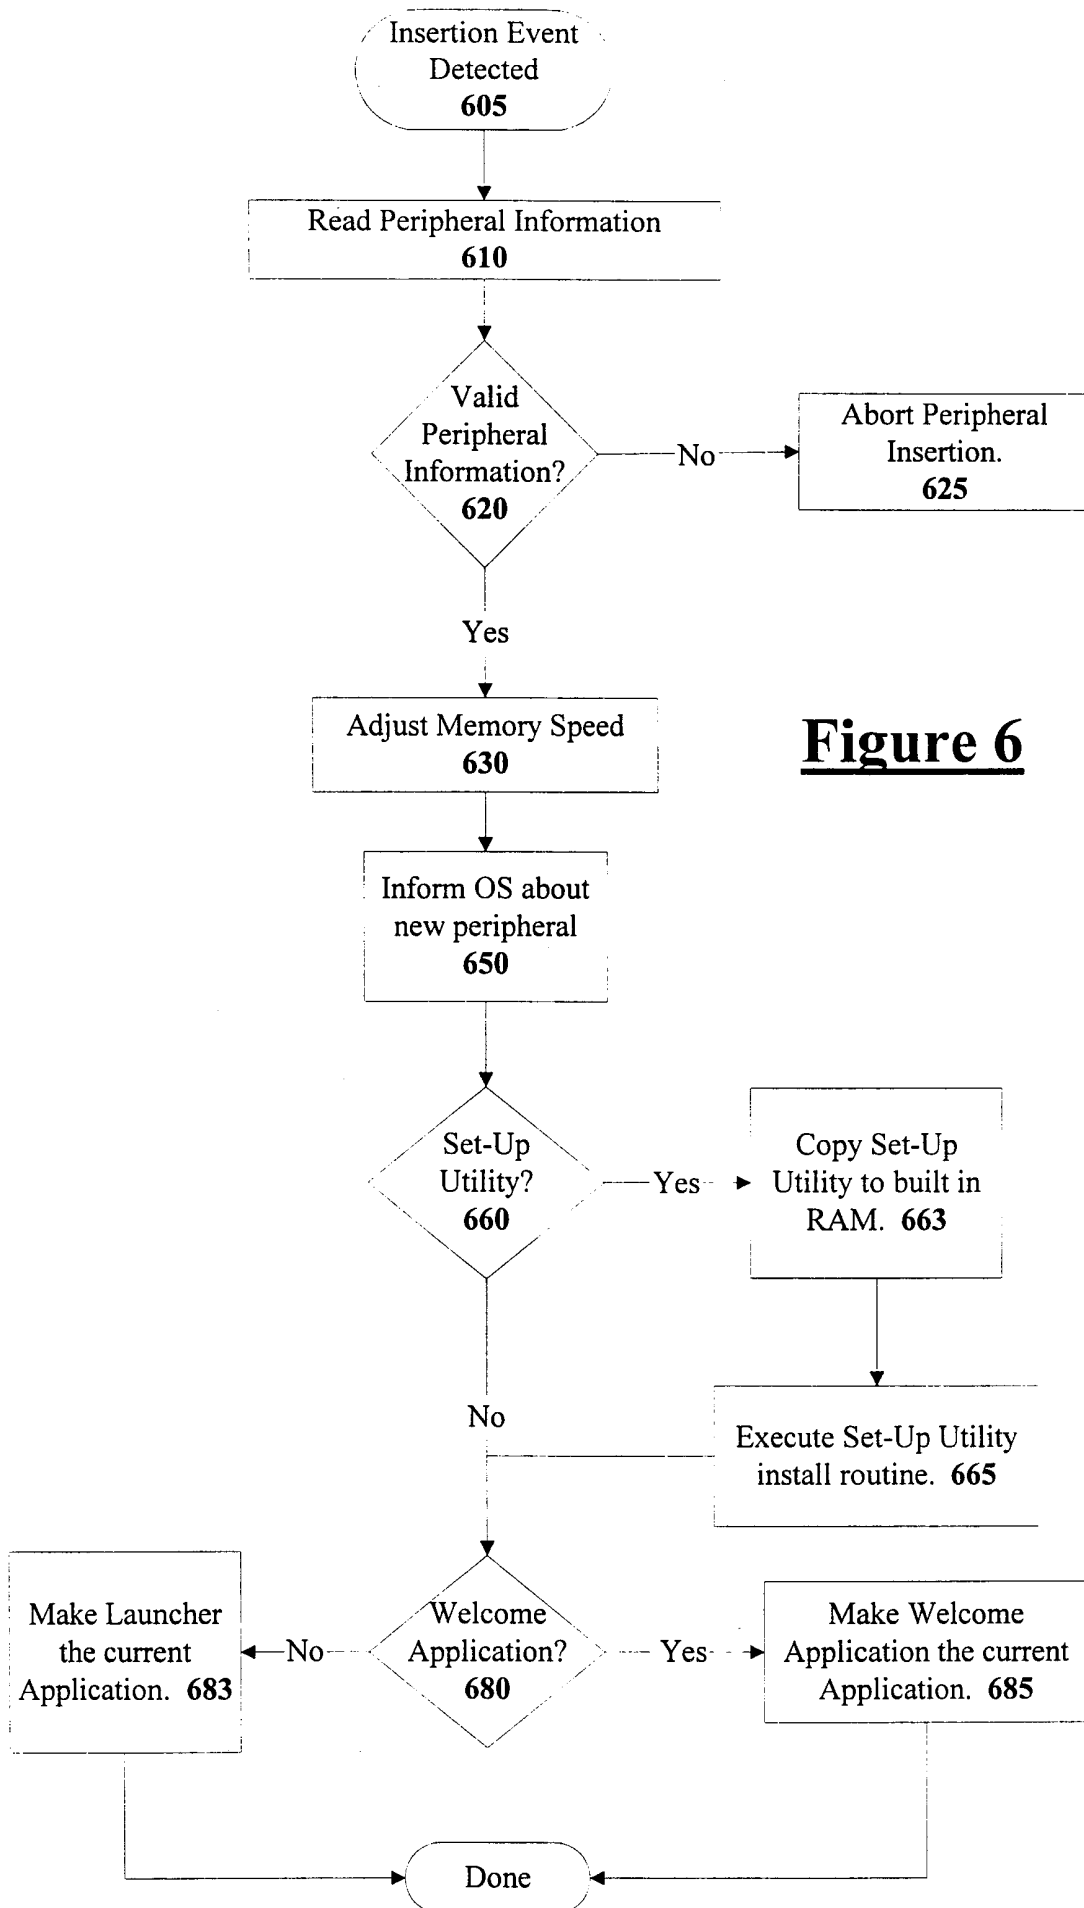 Insertion Event
Detected
605
Read Peripheral Information
610
Valid
Peripheral
Information?
620
No
Abort Peripheral
Insertion.
625
Yes
Adjust Memory Speed
630
Figure 6
Inform OS about
new peripheral
650
Set-Up
Utility?
660
Yes
Copy Set-Up
Utility to built in
RAM. 663
No
Execute Set-Up Utility
install routine. 665
Make Launcher
the current
Application. 683
No
Welcome
Application?
680
Yes
Make Welcome
Application the current
Application. 685
Done